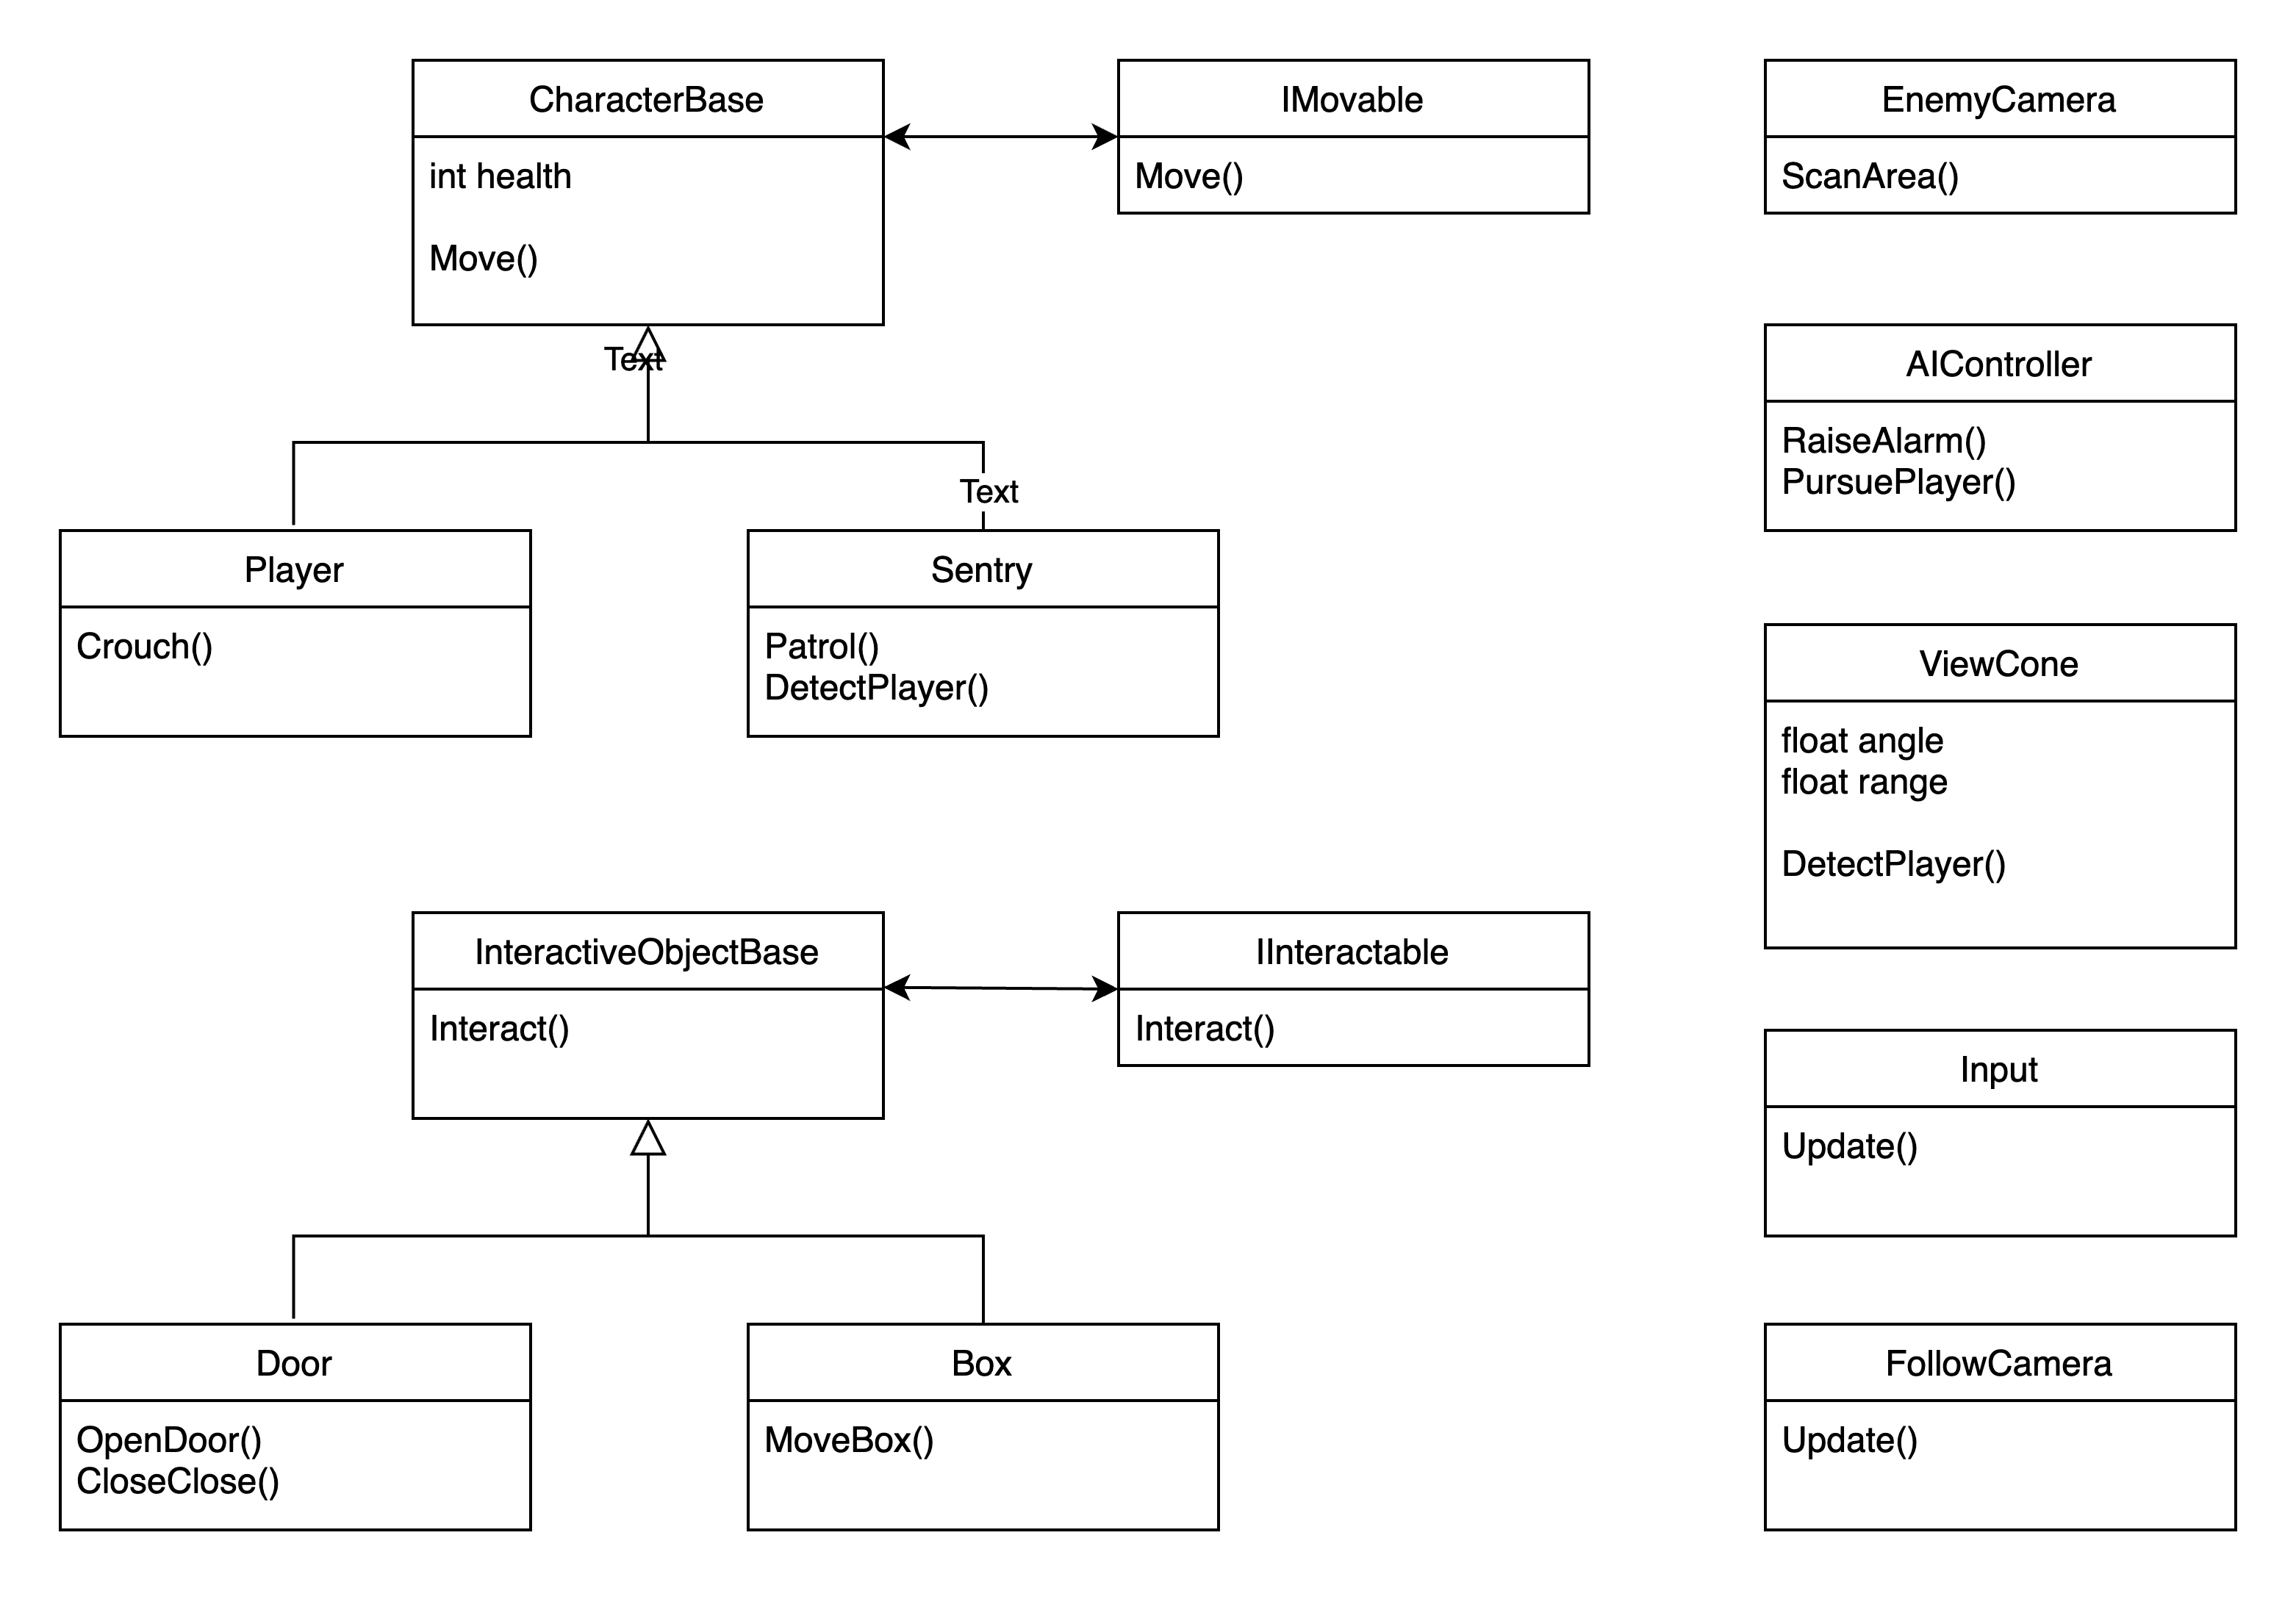 CharacterBase
int health
Move()
IMovable
Move()
EnemyCamera
ScanArea()
Text
AIController
RaiseAlarm()
PursuePlayer()
Text
Player
Crouch()
Sentry
Patrol()
DetectPlayer()
ViewCone
float angle
float range
DetectPlayer()
InteractiveObjectBase
Interact()
IInteractable
Interact()
Input
Update()
Door
OpenDoor()
CloseClose()
Box
MoveBox()
FollowCamera
Update()